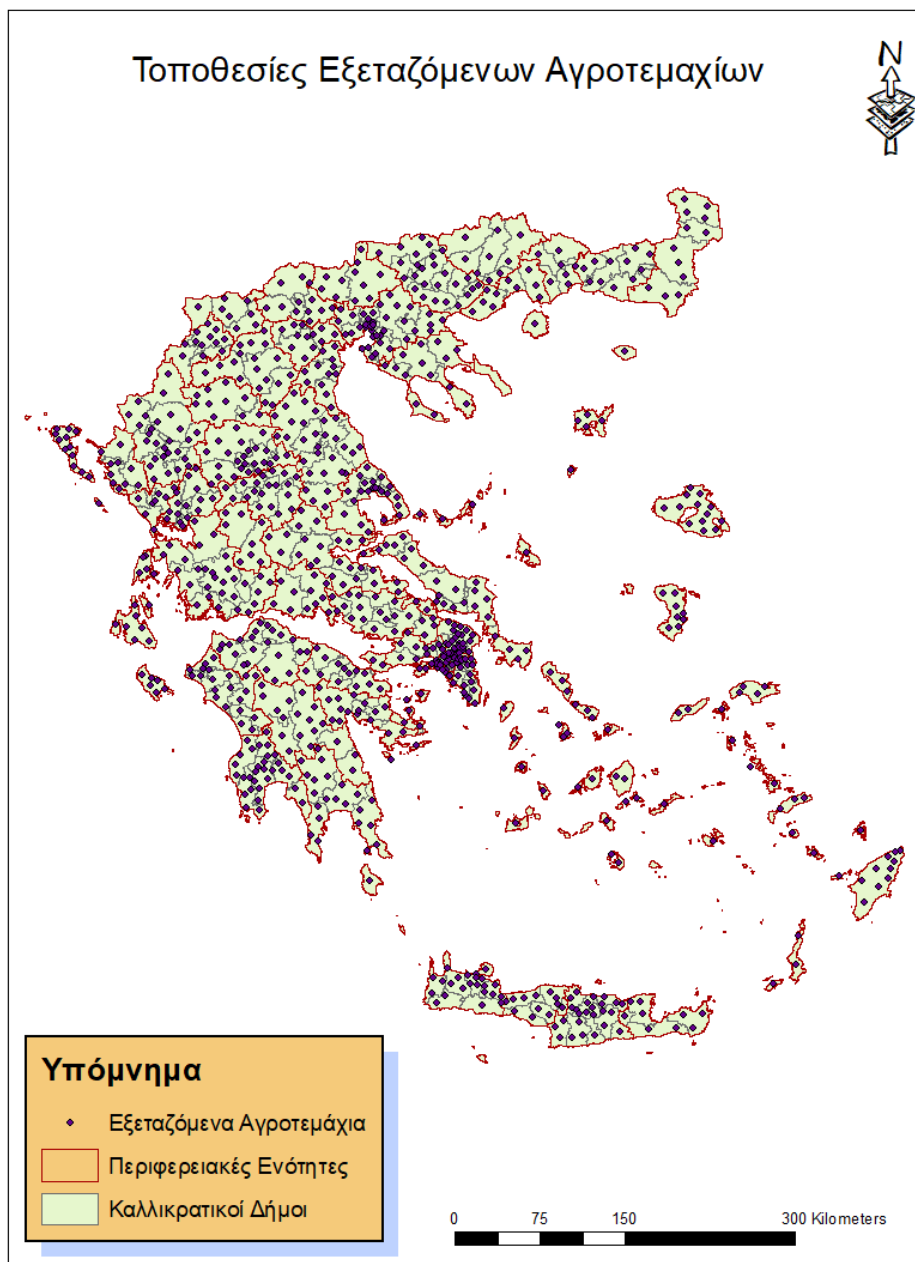 Τοποθεσίες Εξεταζόμενων Αγροτεμαχίων
N
Υπόμνημα
Εξεταζόμενα Αγροτεμάχια
Περιφερειακές Ενότητες
Καλλικρατικοί Δήμοι
0 75 150 300 Kilometers